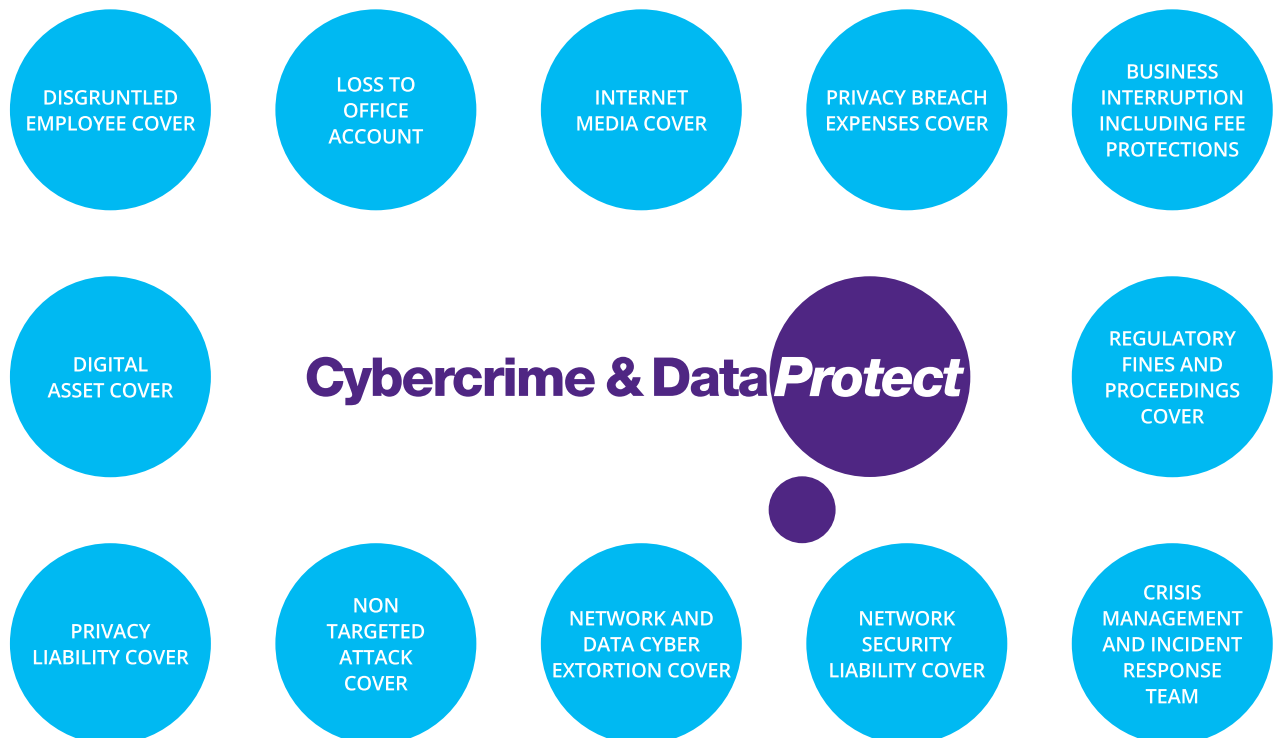 DISGRUNTLED
EMPLOYEE COVER
LOSS TO
OFFICE
ACCOUNT
INTERNET
MEDIA COVER
PRIVACY BREACH
EXPENSES COVER
BUSINESS
INTERRUPTION
INCLUDING FEE
PROTECTIONS
DIGITAL
ASSET COVER
Cybercrime & DataProtect
REGULATORY
FINES AND
PROCEEDINGS
COVER
PRIVACY
LIABILITY COVER
NON
TARGETED
ATTACK
COVER
NETWORK AND
DATA CYBER
EXTORTION COVER
NETWORK
SECURITY
LIABILITY COVER
CRISIS
MANAGEMENT
AND INCIDENT
RESPONSE
TEAM